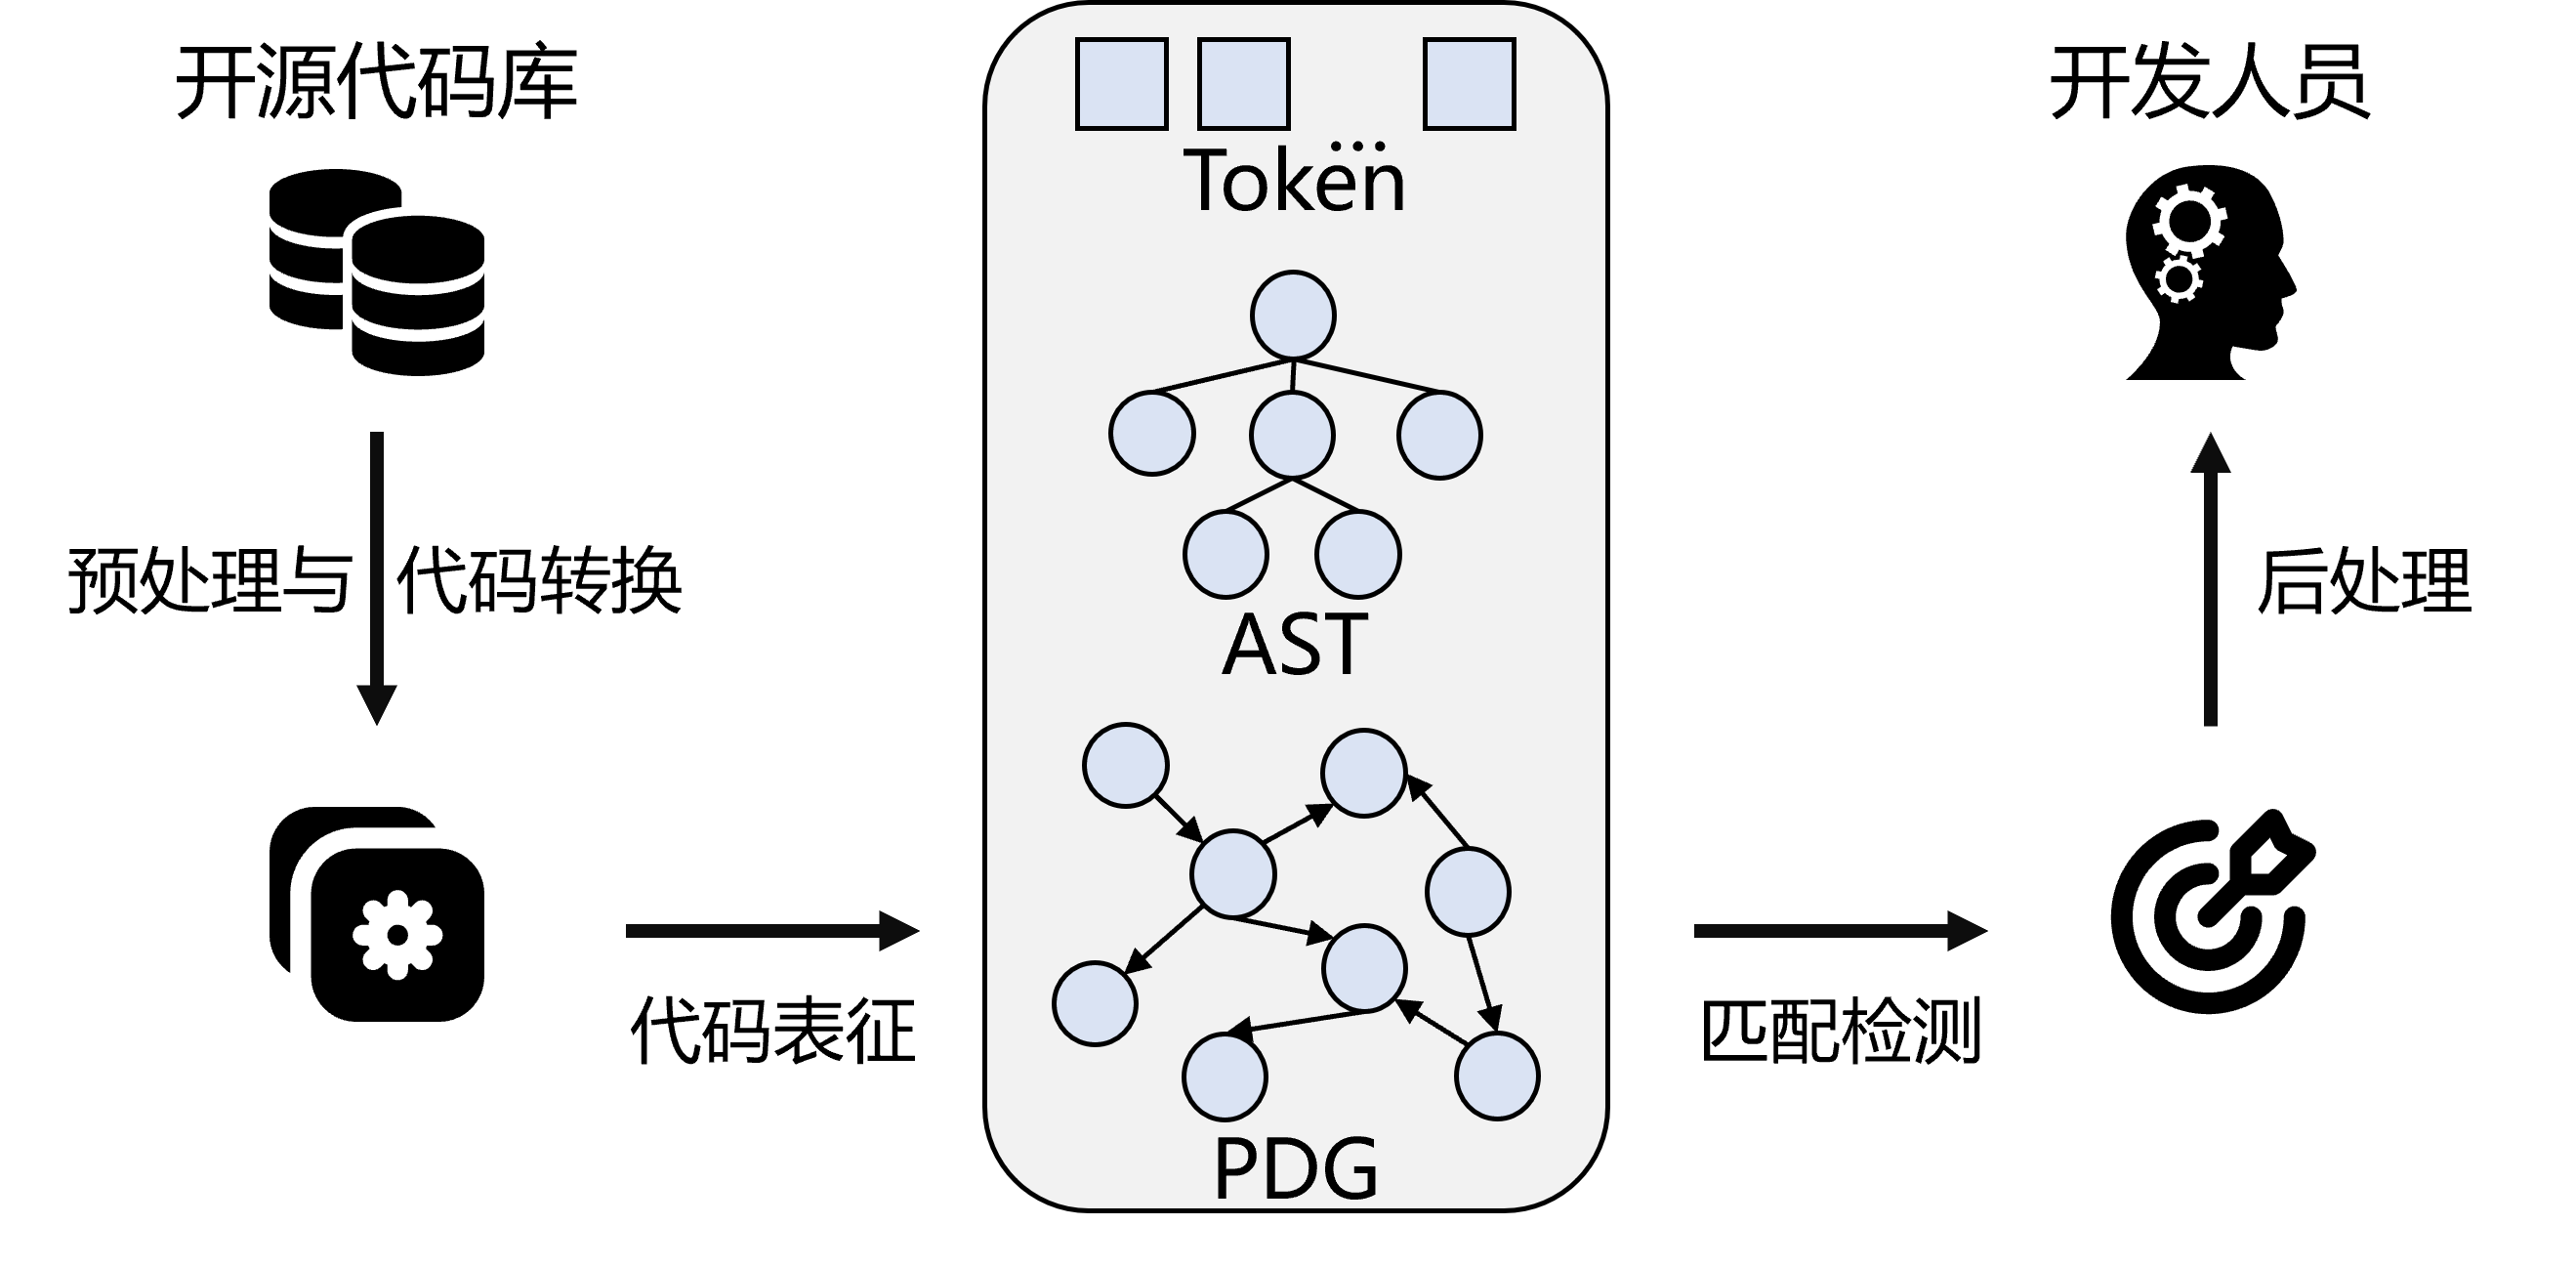 开源代码库
预处理与 代码转换
代码表征
...
Token
AST
PDG
匹配检测
后处理
开发人员